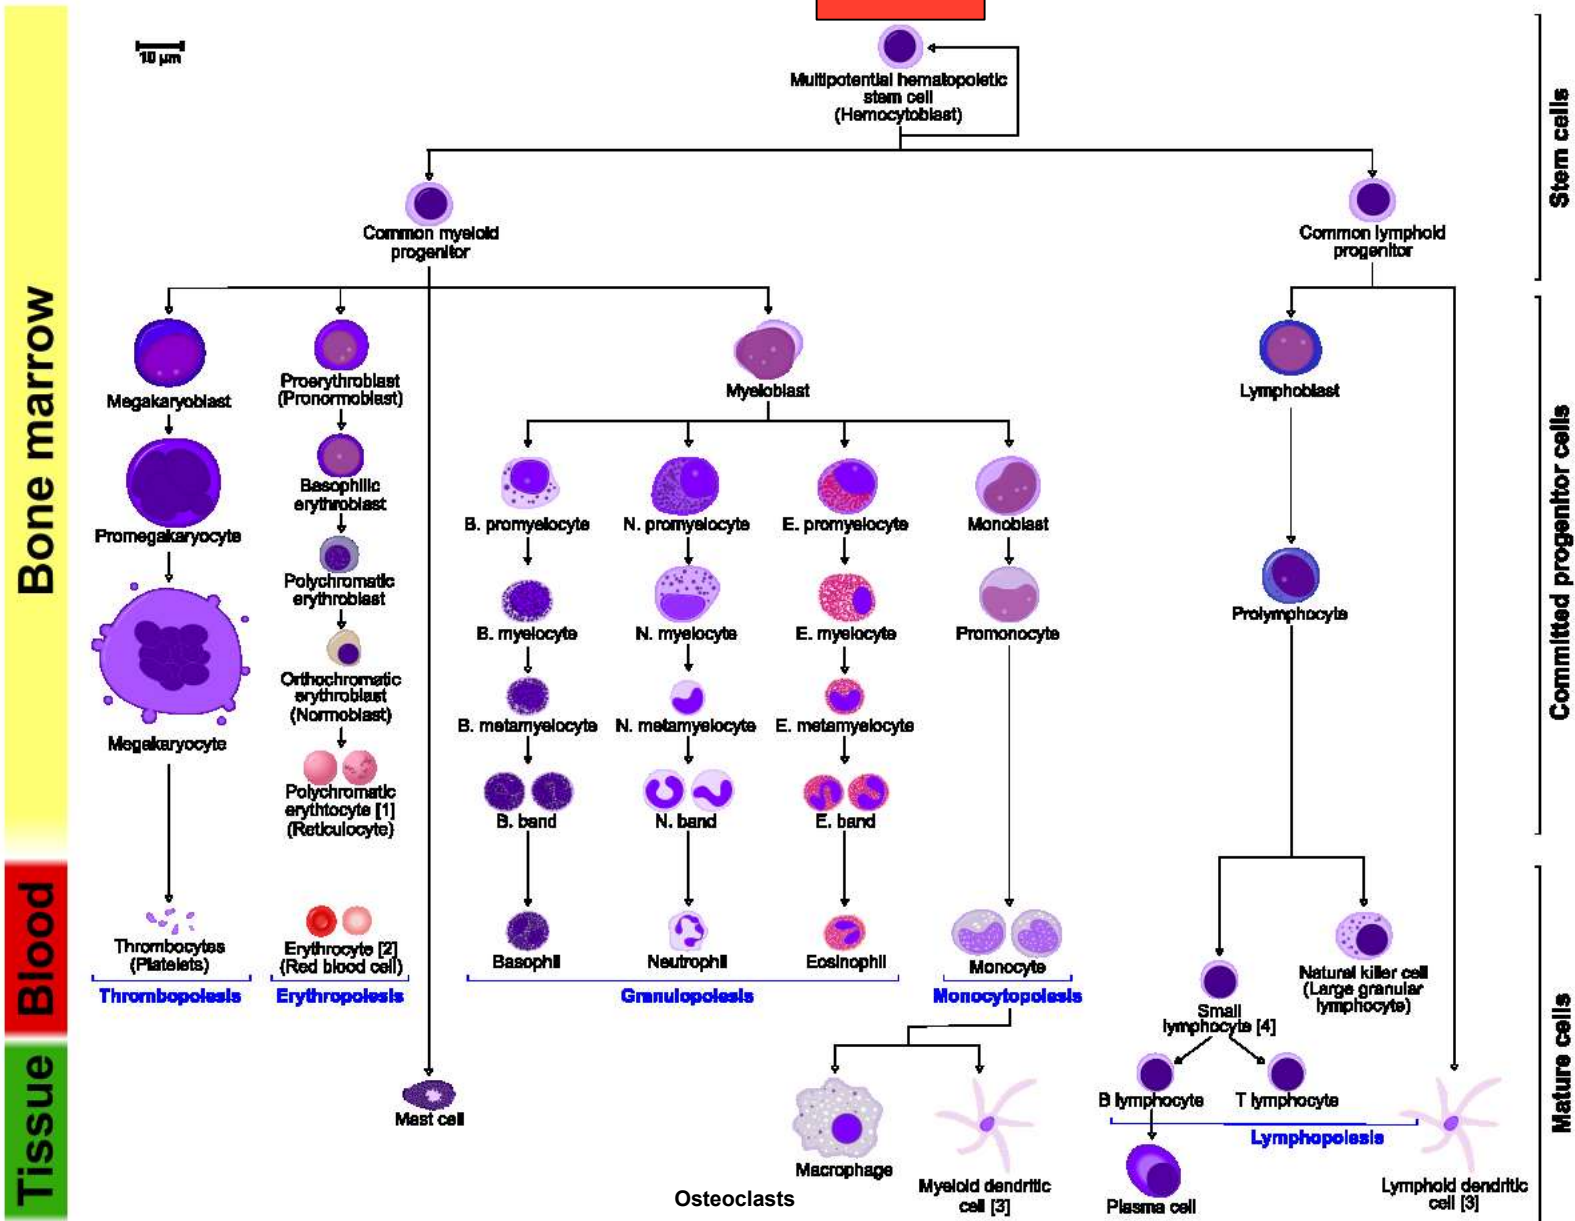 10 µm
Multipotential hematopoietic
stem cell
(Hemocytoblast)
Common myeloid
progenitor
Common lymphoid
progenitor
Stem cells
Bone marrow
Megakaryoblast
Proerythroblast
(Pronormoblast)
Myeloblast
Lymphoblast
Promegakaryocyte
Basophilic
erythroblast
B. promyelocyte
N. promyelocyte
E. promyelocyte
Monoblast
Committed progenitor cells
Polychromatic
erythroblast
B. myelocyte
N. myelocyte
E. myelocyte
Promonocyte
Prolymphocyte
Megakaryocyte
Orthochromatic
erythroblast
(Normoblast)
B. metamyelocyte
N. metamyelocyte
E. metamyelocyte
Polychromatic
erythtocyte [1]
(Reticulocyte)
B. band
N. band
E. band
Blood
Thrombocytes
(Platelets)
Erythrocyte [2]
(Red blood cell)
Basophil
Neutrophil
Eosinophil
Monocyte
Natural killer cell
(Large granular
lymphocyte)
Thrombopoiesis
Erythropoiesis
Granulopoiesis
Monocytopoiesis
Small
lymphocyte [4]
Mature cells
Tissue
Mast cell
B lymphocyte
T lymphocyte
Lymphopoiesis
Macrophage
Osteoclasts
Myeloid dendritic
cell [3]
Plasma cell
Lymphoid dendritic
cell [3]